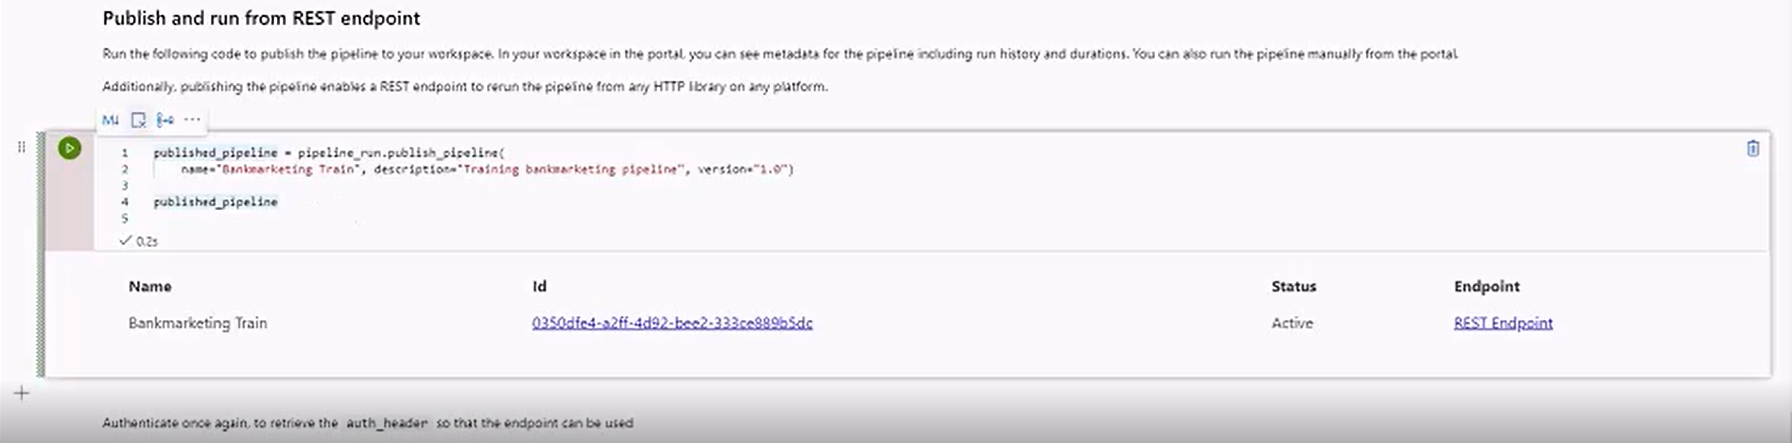 Publish and run from REST endpoint
Run the following code to publish the pipeline to your workspace. In your workspace in the portal, you can see metadata for the pipeline including run history and durations. You can also run the pipeline manually from the portal.
Additionally, publishing the pipeline enables a REST endpoint to rerun the pipeline from any HTTP library on any platform.
M↓ ···
1 published_pipeline = pipeline_run.publish_pipeline(
2 name="Bankmarketing Train", description="Training bankmarketing pipeline", version="1.0")
3
4 published_pipeline
5
✓ 0.2s
Name Id Status Endpoint
Bankmarketing Train 0350dfe4-a2ff-4d92-bee2-333ce889b5dc Active REST Endpoint
Authenticate once again, to retrieve the auth_header so that the endpoint can be used